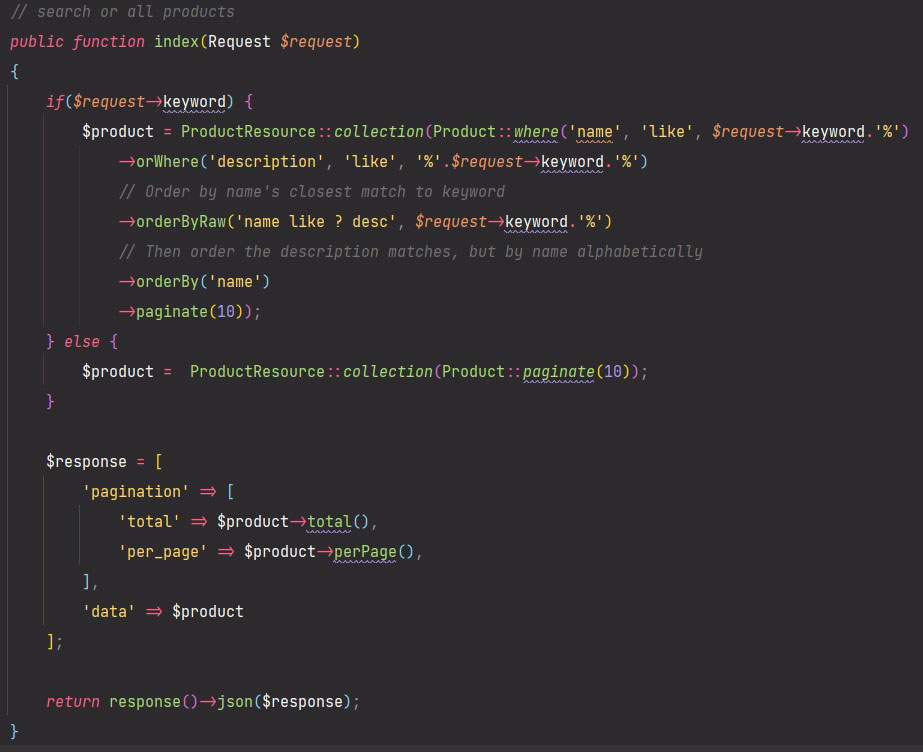 // search or all products
public function index(Request $request)
{
    if($request->keyword) {
        $product = ProductResource::collection(Product::where('name', 'like', $request->keyword.'%')
            ->orWhere('description', 'like', '%'.$request->keyword.'%')
            // Order by name's closest match to keyword
            ->orderByRaw('name like ? desc', $request->keyword.'%')
            // Then order the description matches, but by name alphabetically
            ->orderBy('name')
            ->paginate(10));
    } else {
        $product =  ProductResource::collection(Product::paginate(10));
    }

    $response = [
        'pagination' => [
            'total' => $product->total(),
            'per_page' => $product->perPage(),
        ],
        'data' => $product
    ];

    return response()->json($response);
}